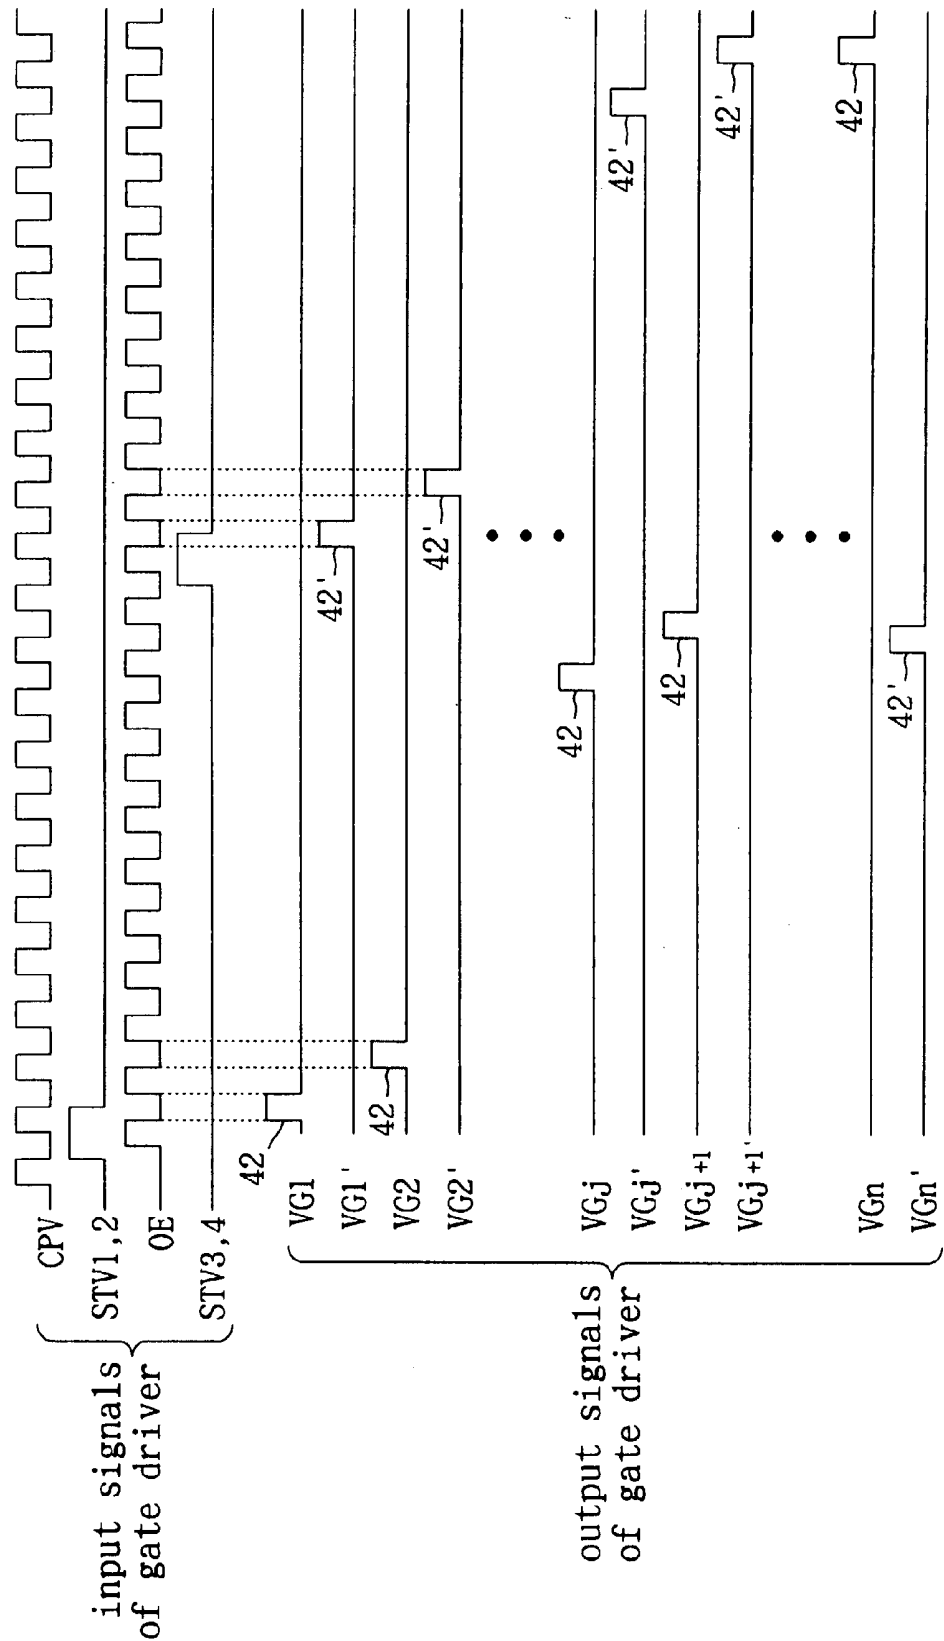 input signals
of gate driver
CPV
STV1,2
OE
STV3,4
output signals
of gate driver
VG1
42
VG1'
42'
VG2
42
VG2'
42'
VGj
42
VGj'
42'
VGj+1
42
VGj+1'
42'
VGn
42
VGn'
42'